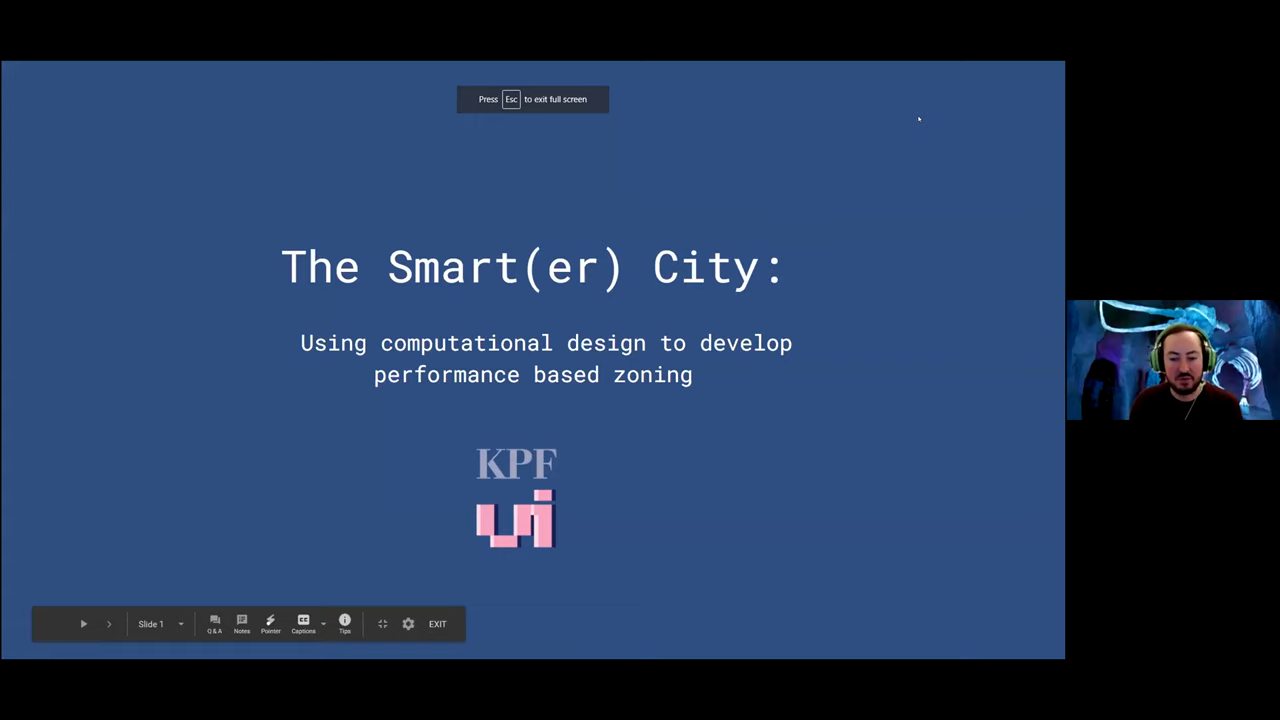 Press Esc to exit full screen
The Smart(er) City:
Using computational design to develop
performance based zoning
KPF
ui
Slide 1
Q & A
Notes
Pointer
Captions
Tips
EXIT